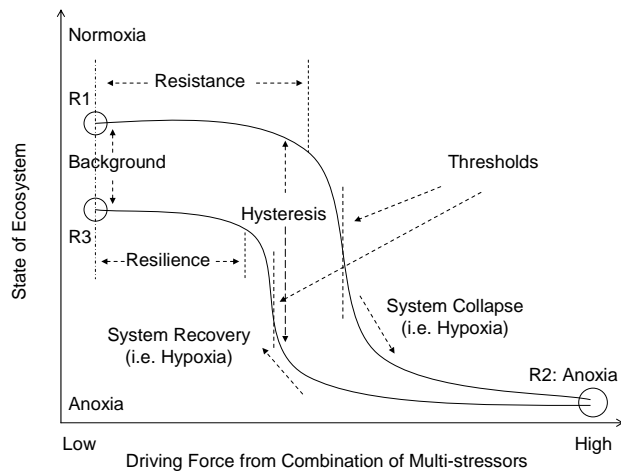 Normoxia
Resistance
R1
Background
Thresholds
Hysteresis
R3
Resilience
State of Ecosystem
System Collapse
(i.e. Hypoxia)
System Recovery
(i.e. Hypoxia)
R2: Anoxia
Anoxia
Low
High
Driving Force from Combination of Multi-stressors